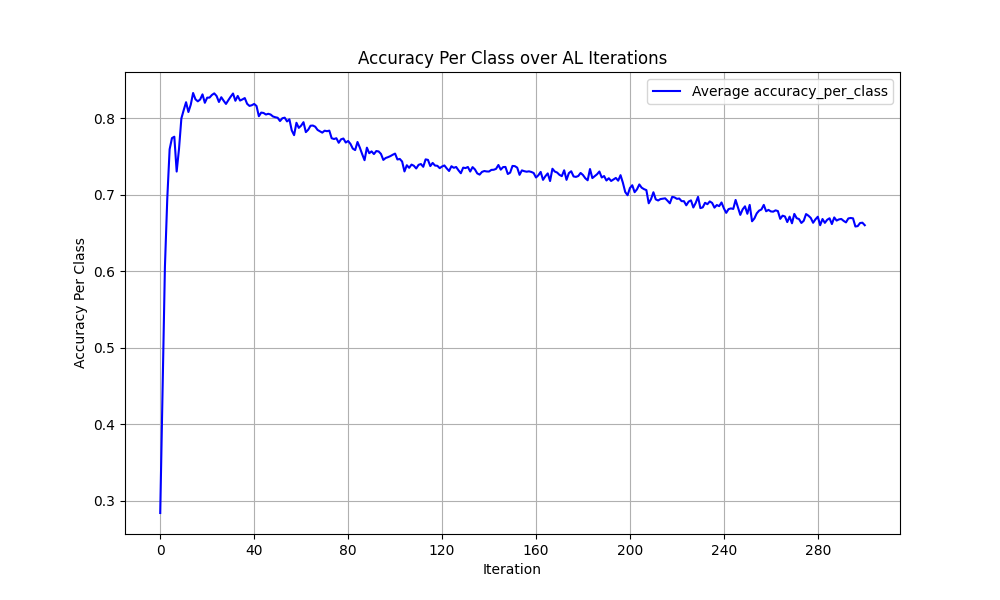 Accuracy Per Class over AL Iterations
Average accuracy_per_class
Accuracy Per Class
0.8
0.7
0.6
0.5
0.4
0.3
0 40 80 120 160 200 240 280
Iteration